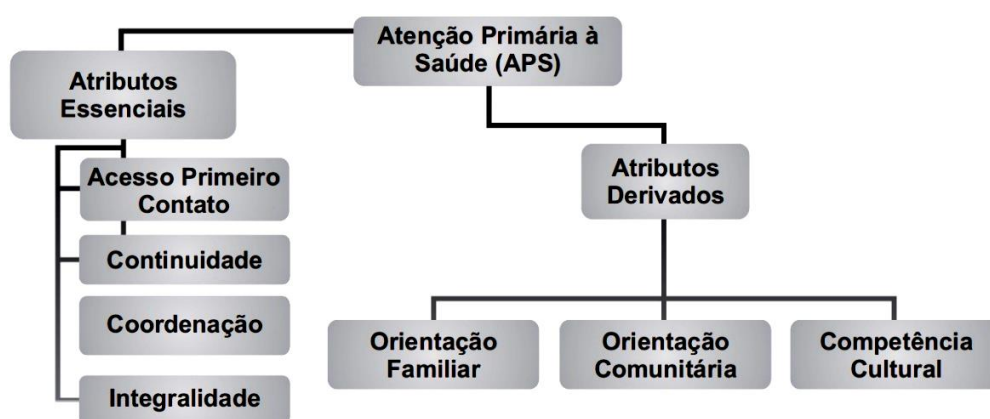 Atenção Primária à
Saúde (APS)
Atributos
Essenciais
Acesso Primeiro
Contato
Continuidade
Coordenação
Integralidade
Atributos
Derivados
Orientação
Familiar
Orientação
Comunitária
Competência
Cultural